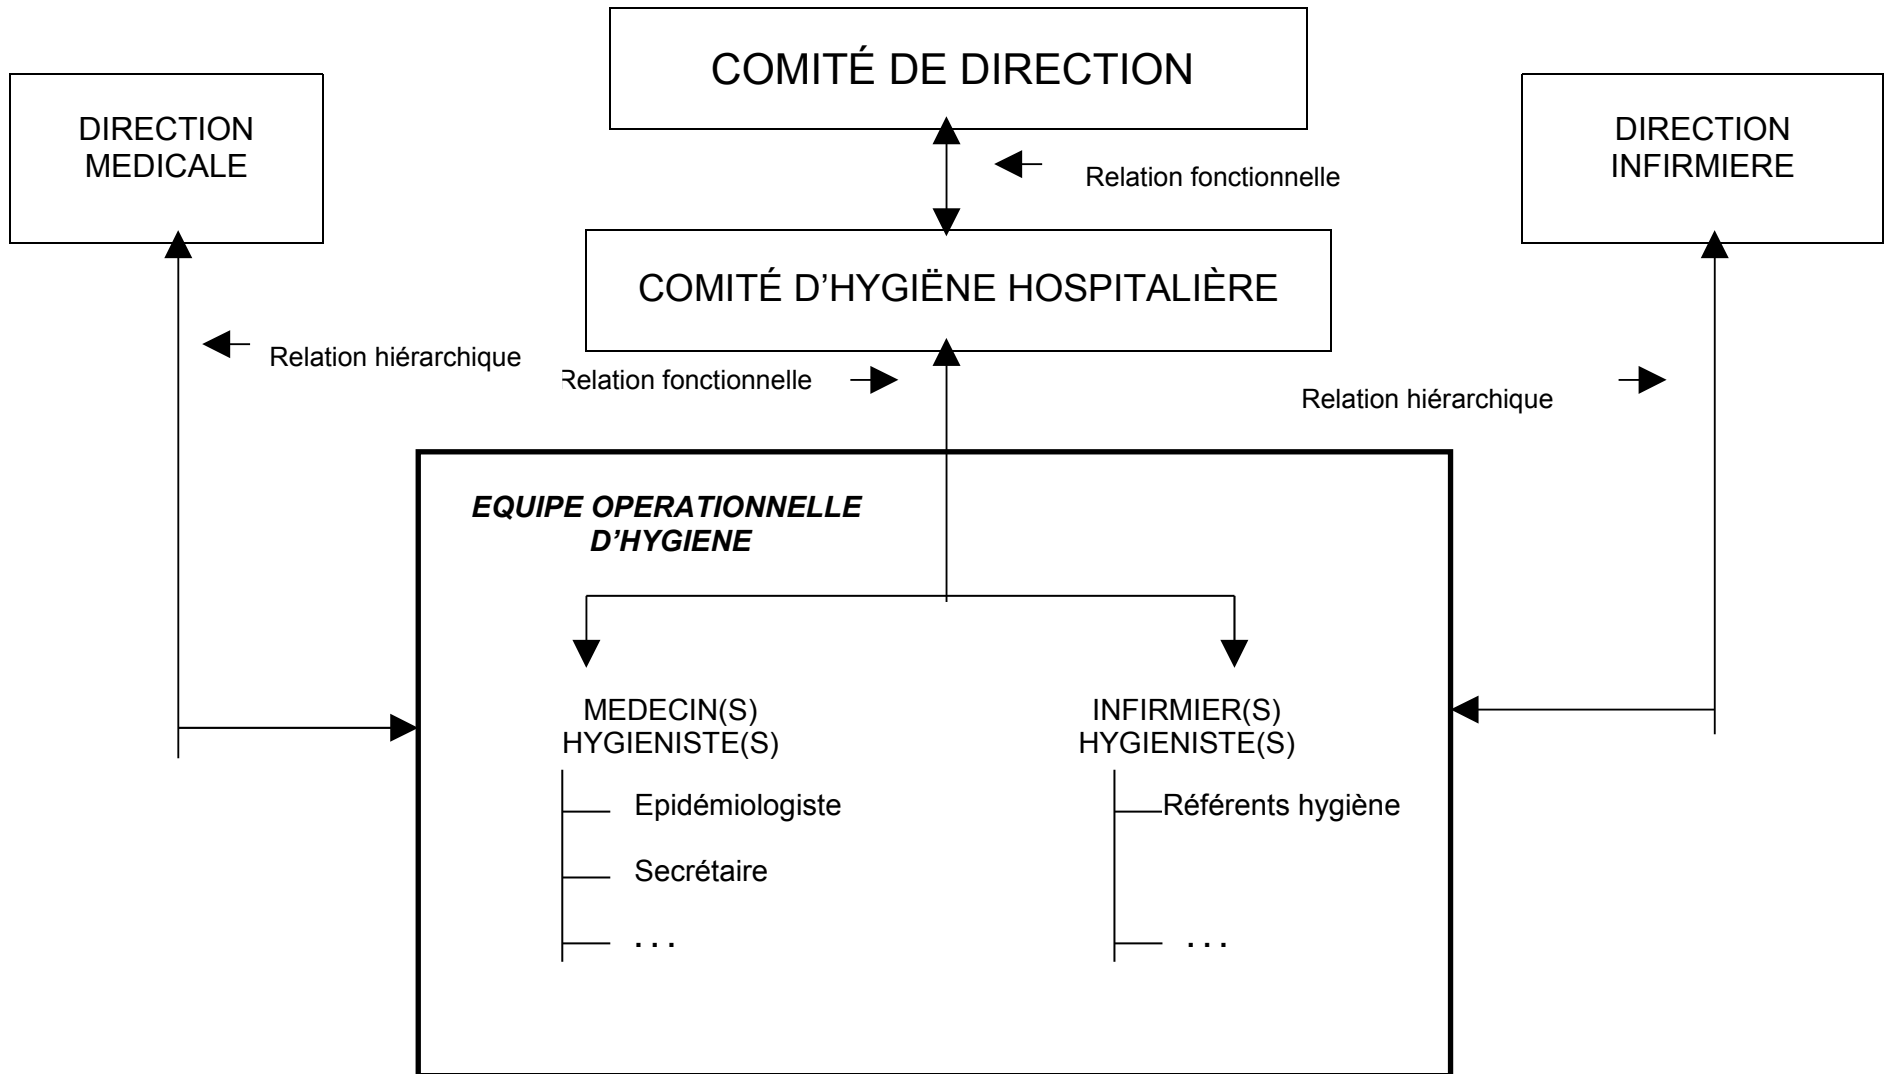 COMITÉ DE DIRECTION
DIRECTION
MEDICALE
DIRECTION
INFIRMIERE
Relation fonctionnelle
COMITÉ D’HYGIËNE HOSPITALIÈRE
Relation hiérarchique
Relation fonctionnelle
Relation hiérarchique
EQUIPE OPERATIONNELLE
D’HYGIENE
MEDECIN(S)
HYGIENISTE(S)
INFIRMIER(S)
HYGIENISTE(S)
Epidémiologiste
Secrétaire
. . .
Référents hygiène
. . .